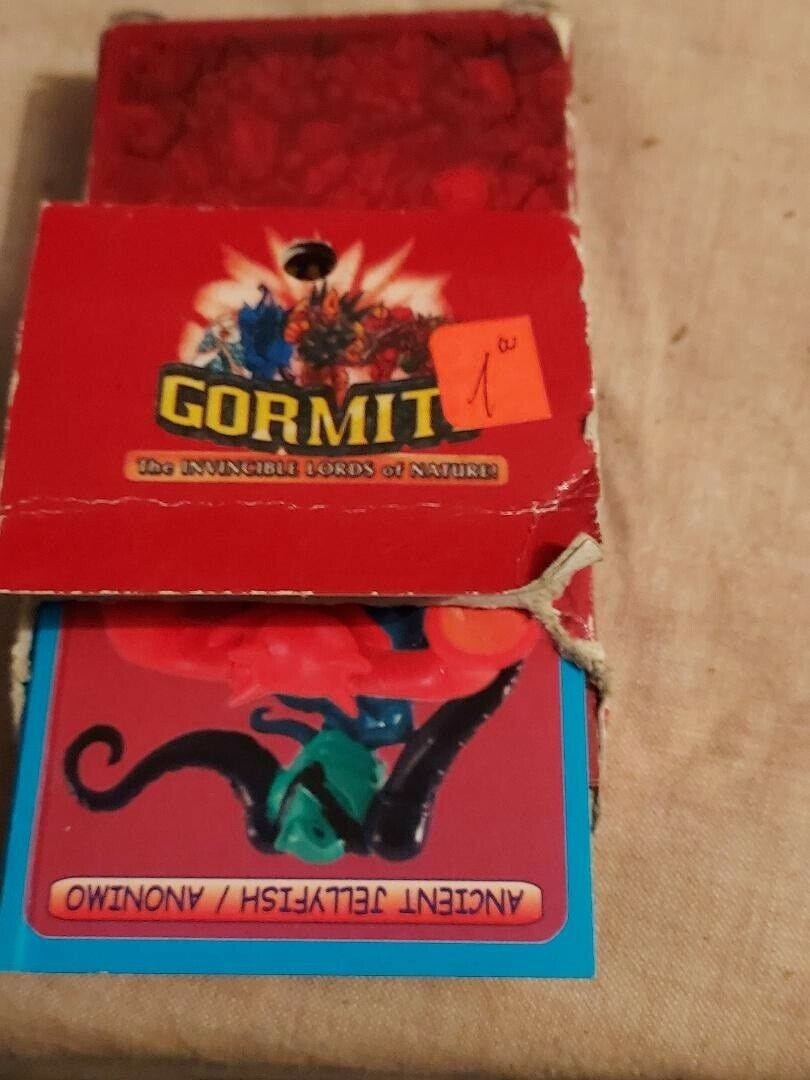 GORMIT
1a
The INVINCIBLE LORDS of NATURE!
ANCIENT JELLYFISH / ANONIMO